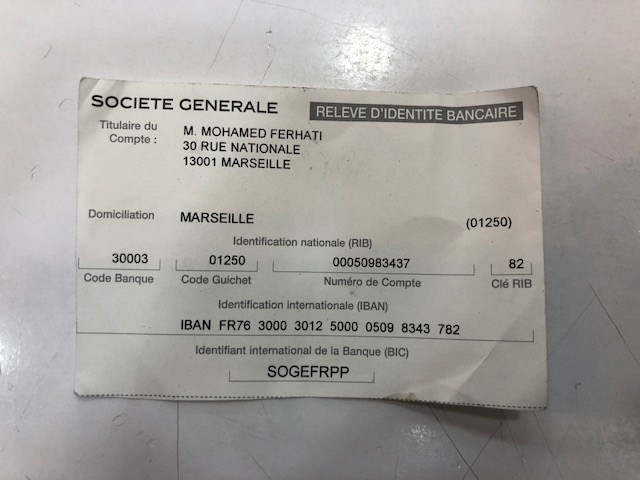 SOCIETE GENERALE
RELEVE D'IDENTITE BANCAIRE
Titulaire du
Compte :
M. MOHAMED FERHATI
30 RUE NATIONALE
13001 MARSEILLE
Domiciliation MARSEILLE (01250)
Identification nationale (RIB)
30003 01250 00050983437 82
Code Banque Code Guichet Numéro de Compte Clé RIB
Identification internationale (IBAN)
IBAN FR76 3000 3012 5000 0509 8343 782
Identifiant international de la Banque (BIC)
SOGEFRPP